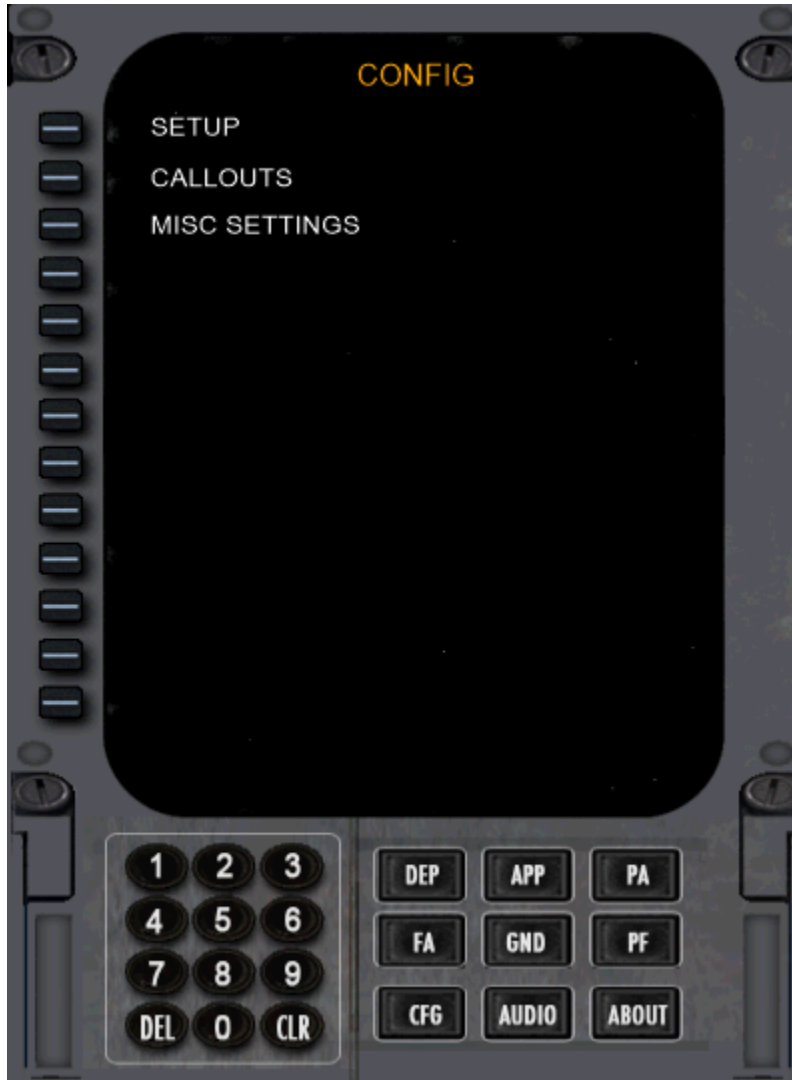 CONFIG
SETUP
CALLOUTS
MISC SETTINGS
1 2 3
4 5 6
7 8 9
DEL 0 CLR
DEP APP PA
FA GND PF
CFG AUDIO ABOUT